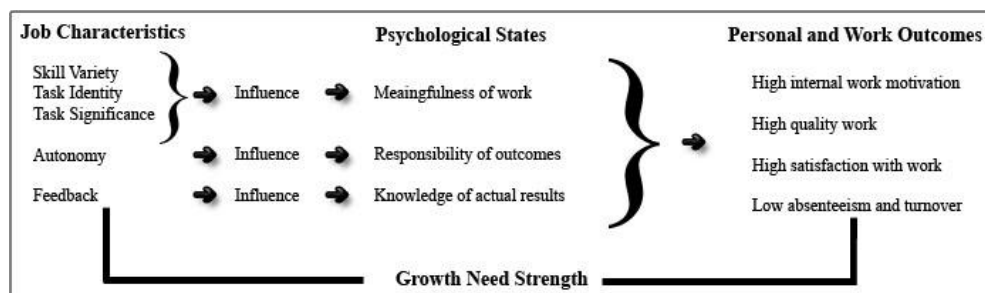 Job Characteristics
Psychological States
Personal and Work Outcomes
Skill Variety
Task Identity
Task Significance
Influence
Meaingfulness of work
Autonomy
Influence
Responsibility of outcomes
Feedback
Influence
Knowledge of actual results
High internal work motivation
High quality work
High satisfaction with work
Low absenteeism and turnover
Growth Need Strength